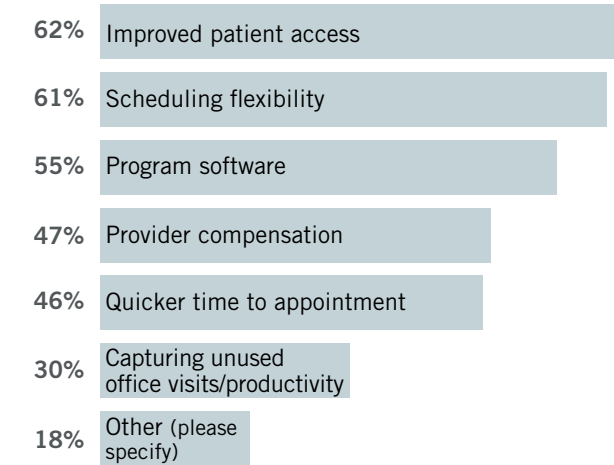 62% Improved patient access
61% Scheduling flexibility
55% Program software
47% Provider compensation
46% Quicker time to appointment
30% Capturing unused
office visits/productivity
18% Other (please
specify)